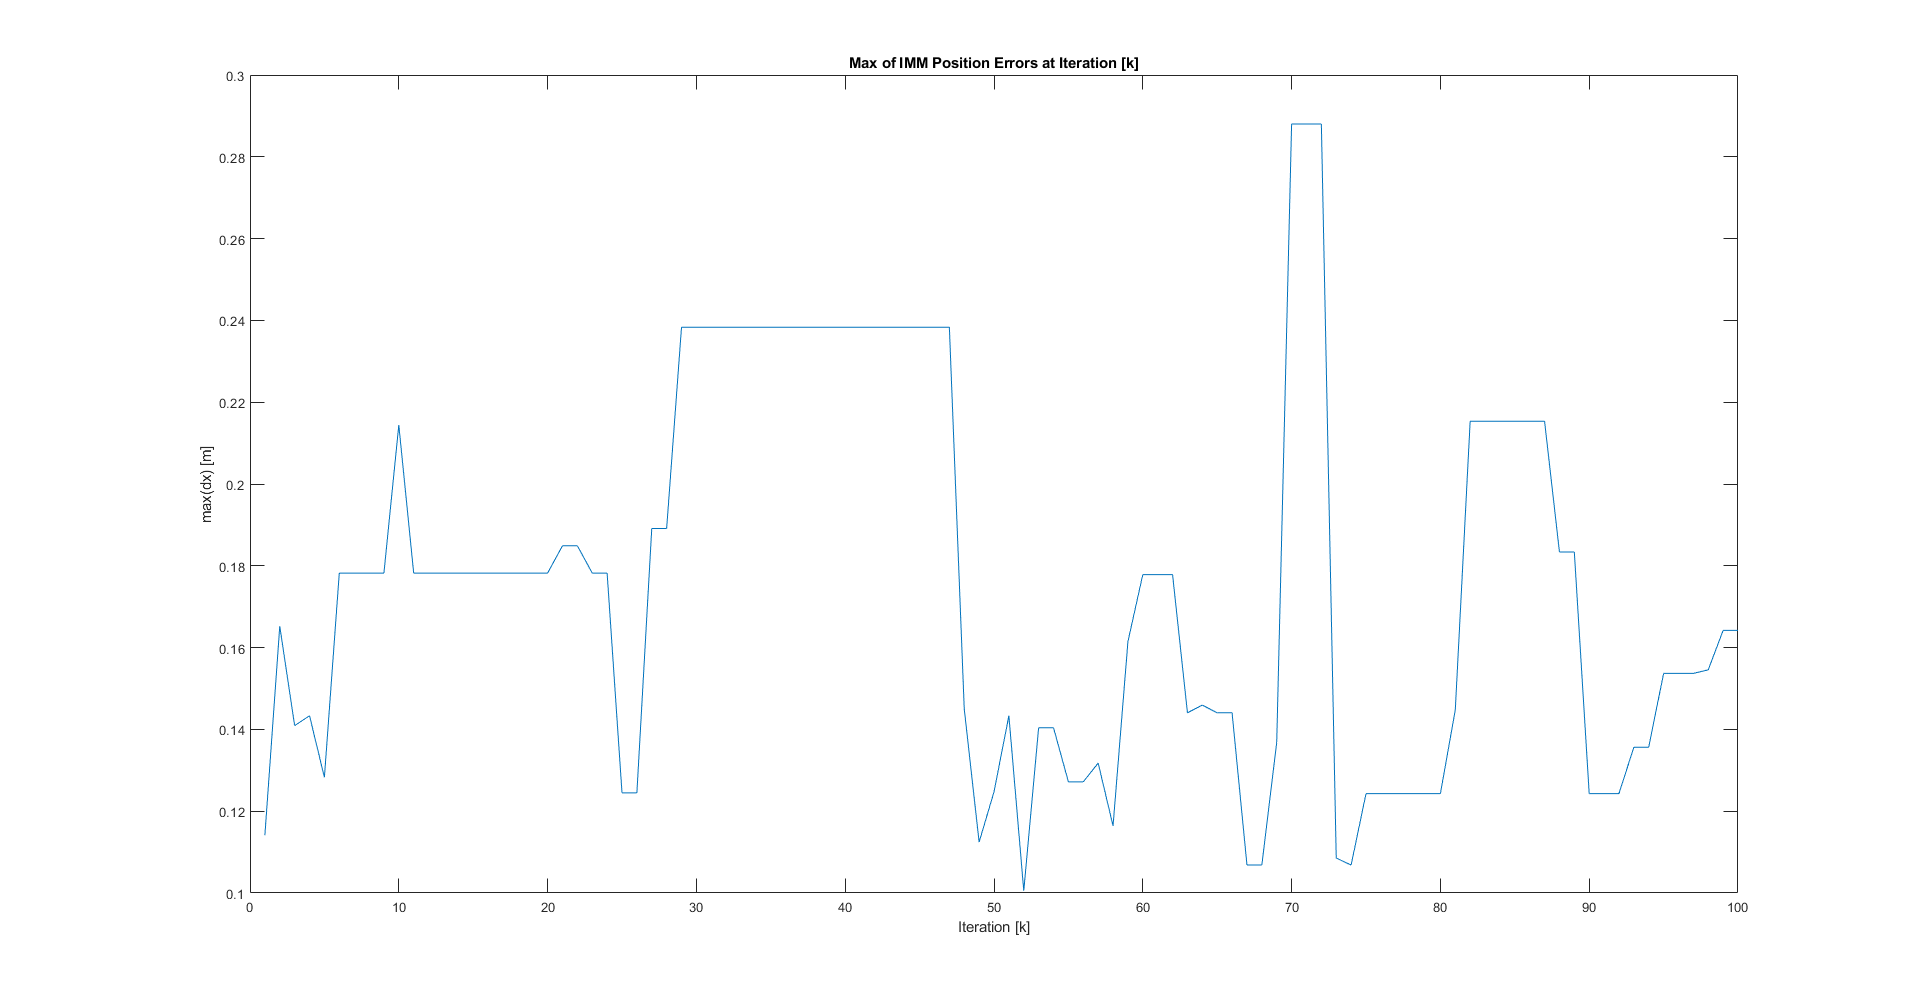 Max of IMM Position Errors at Iteration [k]
0.3
0.28
0.26
0.24
0.22
0.2
0.18
0.16
0.14
0.12
0.1
max(dx) [m]
0 10 20 30 40 50 60 70 80 90 100
Iteration [k]